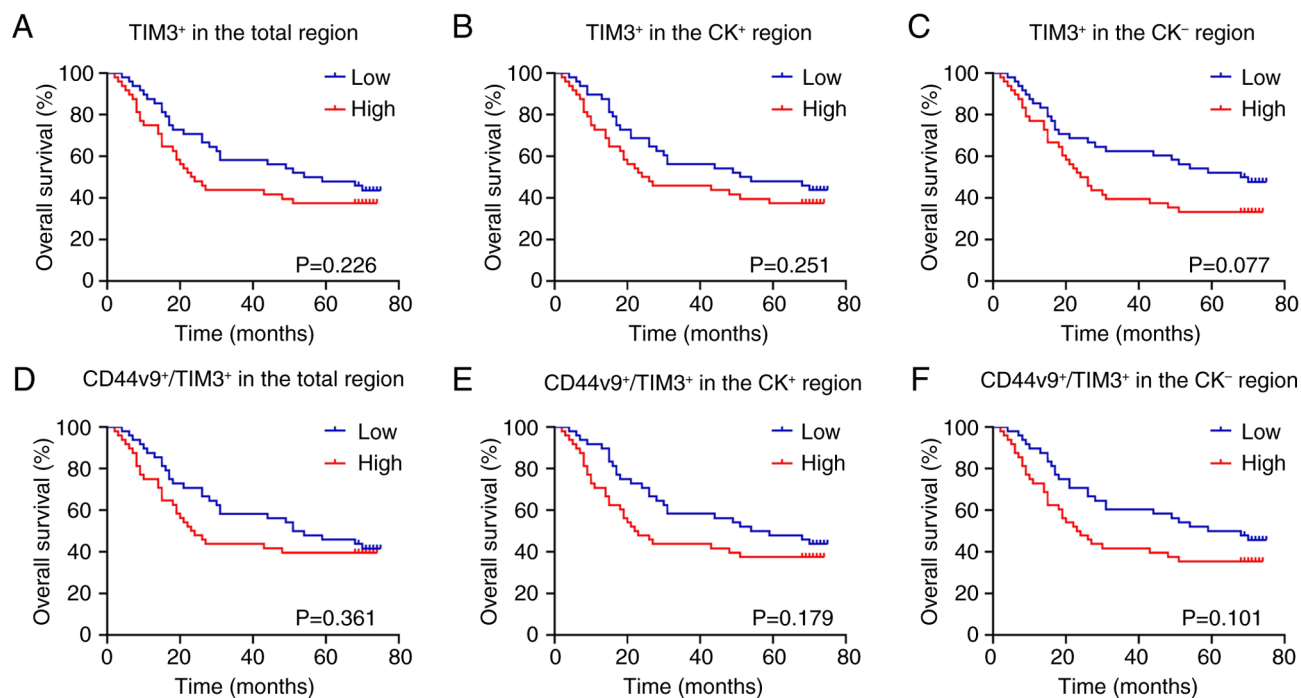 A
TIM3⁺ in the total region
Overall survival (%)
100
80
60
40
20
0
Low
High
P=0.226
0 20 40 60 80
Time (months)
B
TIM3⁺ in the CK⁺ region
Overall survival (%)
100
80
60
40
20
0
Low
High
P=0.251
0 20 40 60 80
Time (months)
C
TIM3⁺ in the CK⁻ region
Overall survival (%)
100
80
60
40
20
0
Low
High
P=0.077
0 20 40 60 80
Time (months)
D
CD44v9⁺/TIM3⁺ in the total region
Overall survival (%)
100
80
60
40
20
0
Low
High
P=0.361
0 20 40 60 80
Time (months)
E
CD44v9⁺/TIM3⁺ in the CK⁺ region
Overall survival (%)
100
80
60
40
20
0
Low
High
P=0.179
0 20 40 60 80
Time (months)
F
CD44v9⁺/TIM3⁺ in the CK⁻ region
Overall survival (%)
100
80
60
40
20
0
Low
High
P=0.101
0 20 40 60 80
Time (months)